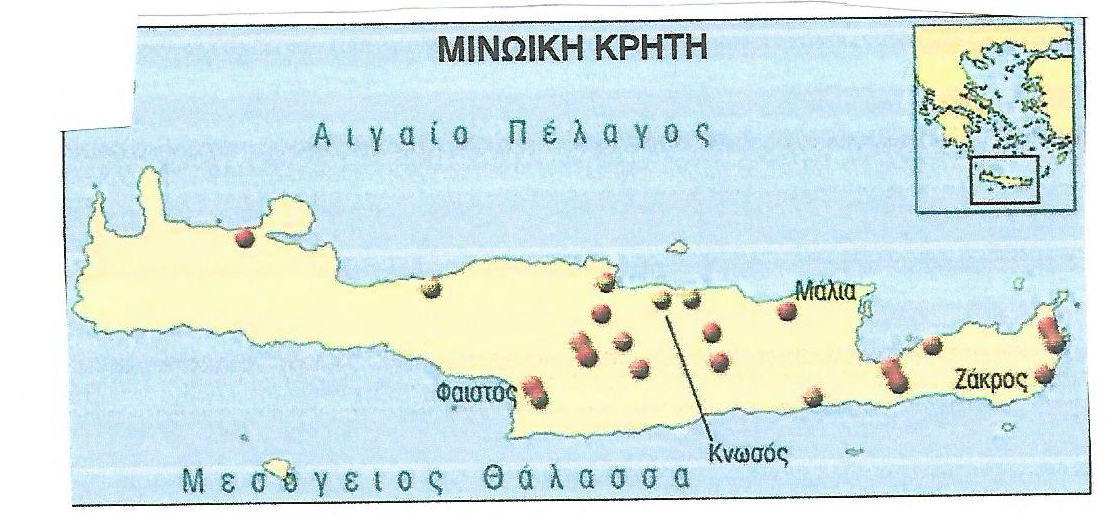 ΜΙΝΩΙΚΗ ΚΡΗΤΗ
Αιγαίο Πέλαγος
Μάλια
Φαιστός
Ζάκρος
Κνωσός
Μεσόγειος Θάλασσα